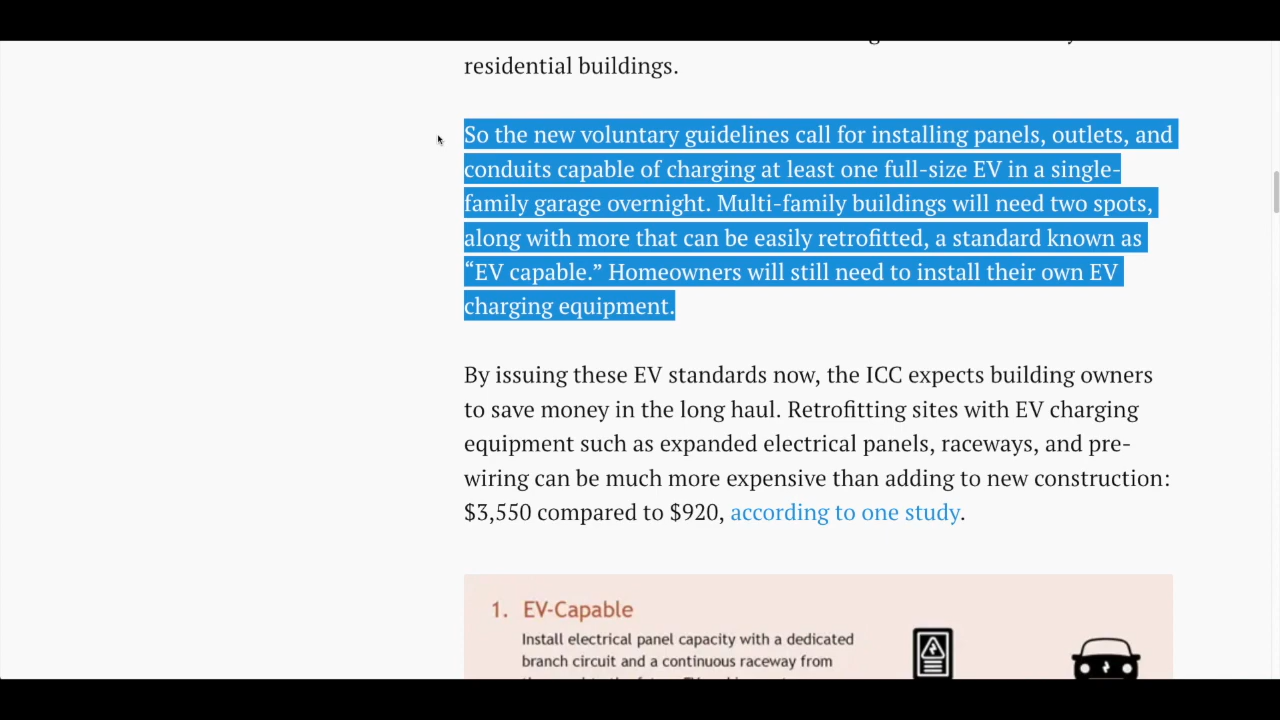 residential buildings.
So the new voluntary guidelines call for installing panels, outlets, and
conduits capable of charging at least one full-size EV in a single-
family garage overnight. Multi-family buildings will need two spots,
along with more that can be easily retrofitted, a standard known as
“EV capable.” Homeowners will still need to install their own EV
charging equipment.
By issuing these EV standards now, the ICC expects building owners
to save money in the long haul. Retrofitting sites with EV charging
equipment such as expanded electrical panels, raceways, and pre-
wiring can be much more expensive than adding to new construction:
$3,550 compared to $920, according to one study.
1. EV-Capable
Install electrical panel capacity with a dedicated
branch circuit and a continuous raceway from